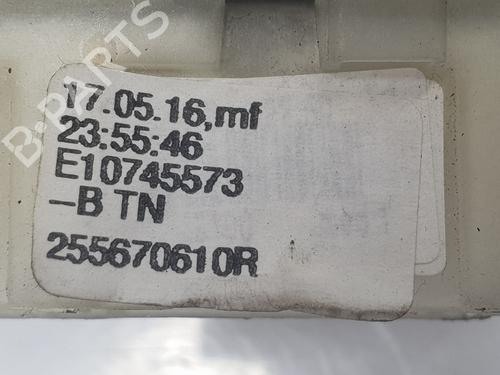 B-PARTS
17.05.16,mf
23:55:46
E10745573
-B TN
255670610R